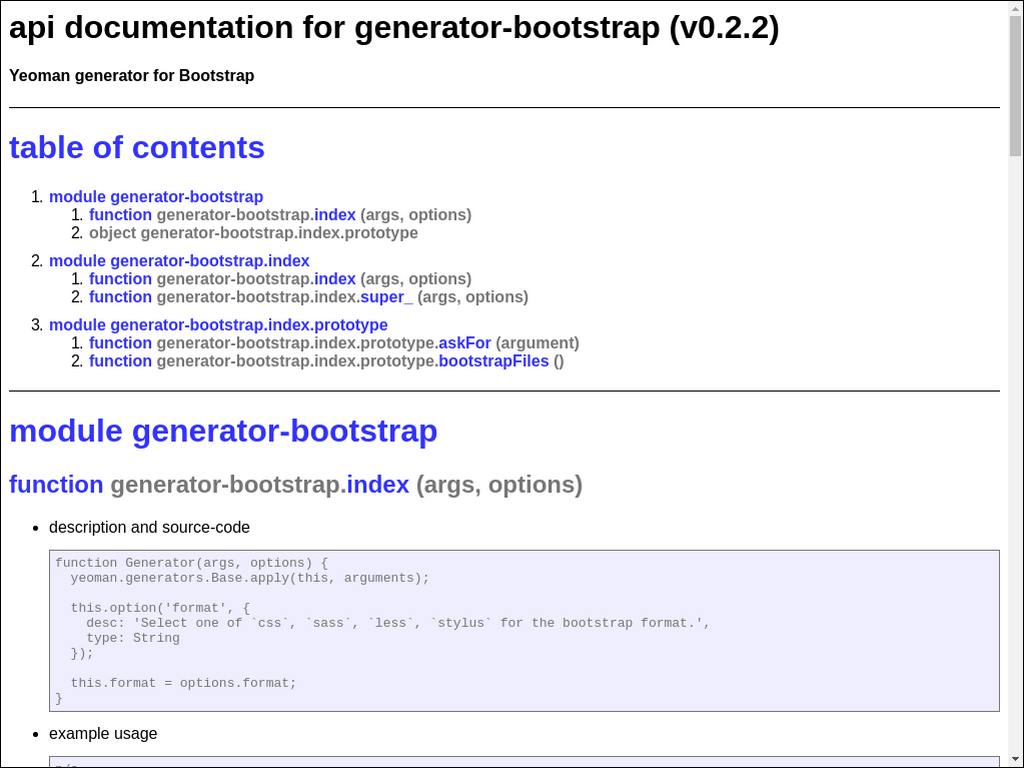 api documentation for generator-bootstrap (v0.2.2)
Yeoman generator for Bootstrap
table of contents
1. module generator-bootstrap
1. function generator-bootstrap.index (args, options)
2. object generator-bootstrap.index.prototype
2. module generator-bootstrap.index
1. function generator-bootstrap.index (args, options)
2. function generator-bootstrap.index.super_ (args, options)
3. module generator-bootstrap.index.prototype
1. function generator-bootstrap.index.prototype.askFor (argument)
2. function generator-bootstrap.index.prototype.bootstrapFiles ()
module generator-bootstrap
function generator-bootstrap.index (args, options)
• description and source-code
function Generator(args, options) {
  yeoman.generators.Base.apply(this, arguments);
  this.option('format', {
    desc: 'Select one of `css`, `sass`, `less`, `stylus` for the bootstrap format.',
    type: String
  });
  this.format = options.format;
}
• example usage